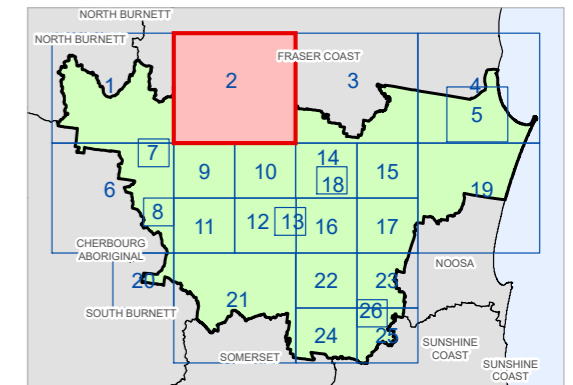 NORTH BURNETT
NORTH BURNETT
FRASER COAST
1
2
3
4
5
6
7
8
9
10
11
12
13
14
15
16
17
18
19
CHERBOURG
ABORIGINAL
NOOSA
20
21
22
23
SOUTH BURNETT
26
24
25
SOMERSET
SUNSHINE
COAST
SUNSHINE
COAST